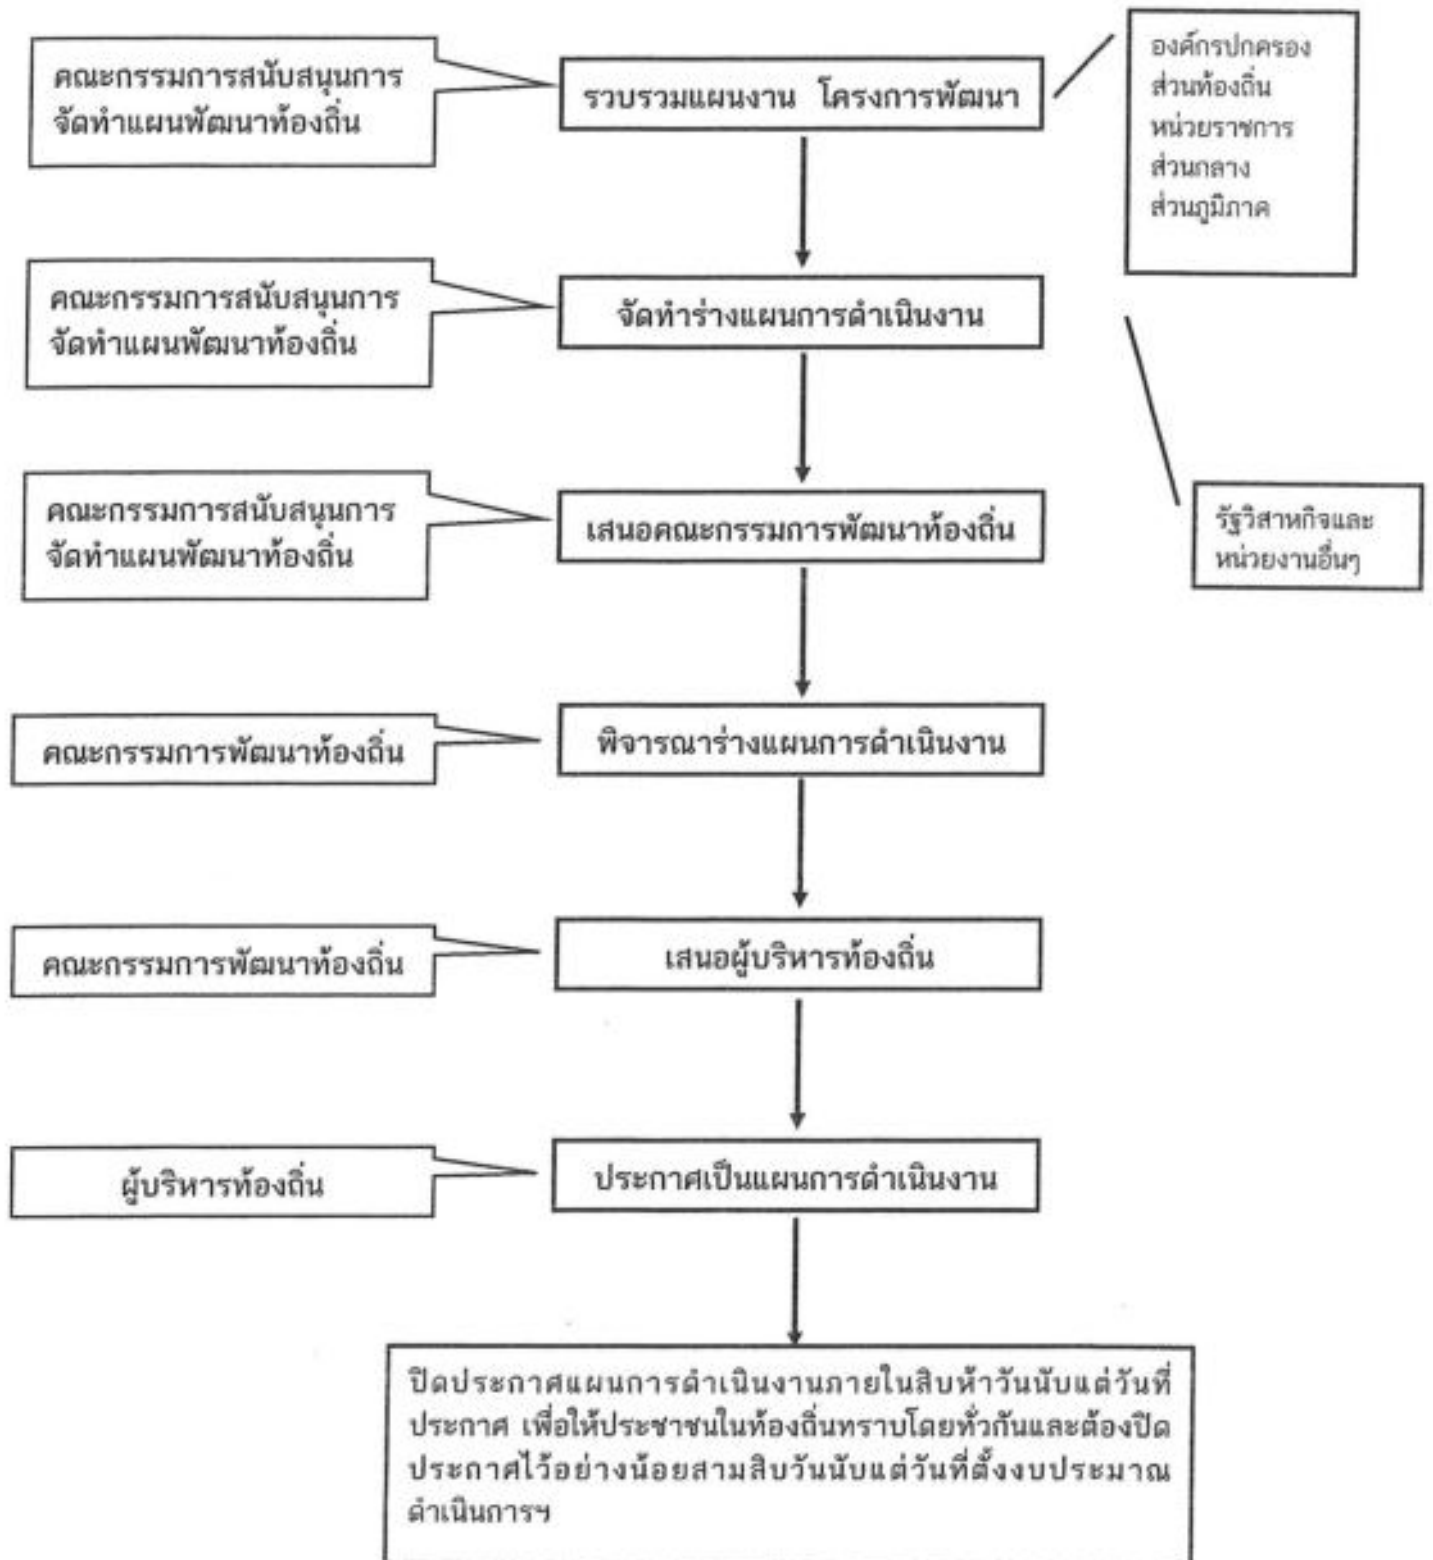 คณะกรรมการสนับสนุนการ
จัดทำแผนพัฒนาท้องถิ่น
รวบรวมแผนงาน โครงการพัฒนา
องค์กรปกครอง
ส่วนท้องถิ่น
หน่วยราชการ
ส่วนกลาง
ส่วนภูมิภาค
คณะกรรมการสนับสนุนการ
จัดทำแผนพัฒนาท้องถิ่น
จัดทำร่างแผนการดำเนินงาน
คณะกรรมการสนับสนุนการ
จัดทำแผนพัฒนาท้องถิ่น
เสนอคณะกรรมการพัฒนาท้องถิ่น
รัฐวิสาหกิจและ
หน่วยงานอื่นๆ
คณะกรรมการพัฒนาท้องถิ่น
พิจารณาร่างแผนการดำเนินงาน
คณะกรรมการพัฒนาท้องถิ่น
เสนอผู้บริหารท้องถิ่น
ผู้บริหารท้องถิ่น
ประกาศเป็นแผนการดำเนินงาน
ปิดประกาศแผนการดำเนินงานภายในสิบห้าวันนับแต่วันที่
ประกาศ เพื่อให้ประชาชนในท้องถิ่นทราบโดยทั่วกันและต้องปิด
ประกาศไว้อย่างน้อยสามสิบวันนับแต่วันที่ตั้งงบประมาณ
ดำเนินการฯ